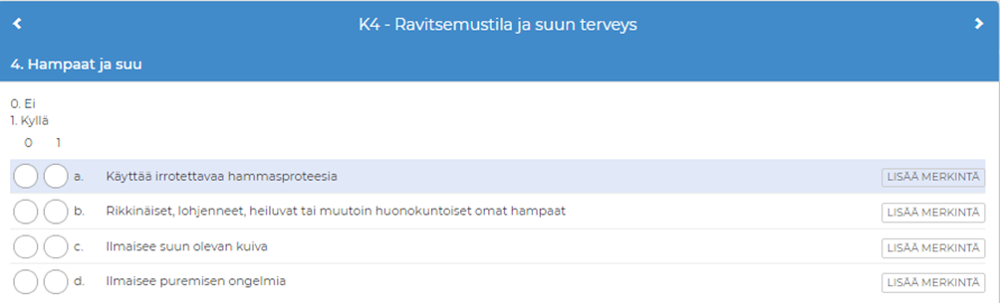 K4 - Ravitsemustila ja suun terveys
4. Hampaat ja suu
0. Ei
1. Kyllä
0 1
a. Käyttää irrotettavaa hammasproteesia LISÄÄ MERKINTÄ
b. Rikkinäiset, lohjenneet, heiluvat tai muutoin huonokuntoiset omat hampaat LISÄÄ MERKINTÄ
c. Ilmaisee suun olevan kuiva LISÄÄ MERKINTÄ
d. Ilmaisee puremisen ongelmia LISÄÄ MERKINTÄ